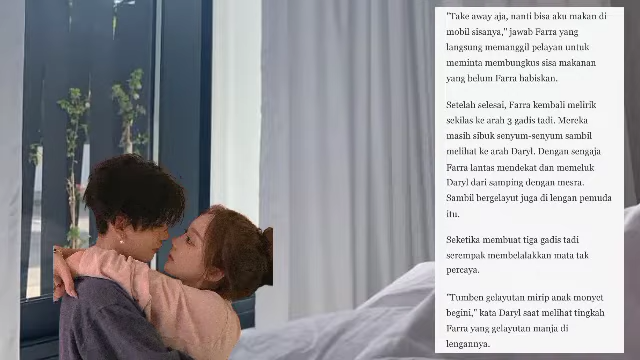 "Take away aja, nanti bisa aku makan di
mobil sisanya," jawab Farra yang
langsung memanggil pelayan untuk
meminta membungkus sisa makanan
yang belum Farra habiskan.
Setelah selesai, Farra kembali melirik
sekilas ke arah 3 gadis tadi. Mereka
masih sibuk senyum-senyum sambil
melihat ke arah Daryl. Dengan sengaja
Farra lantas mendekat dan memeluk
Daryl dari samping dengan mesra.
Sambil bergelayut juga di lengan pemuda
itu.
Seketika membuat tiga gadis tadi
serempak membelalakkan mata tak
percaya.
"Tumben gelayutan mirip anak monyet
begini," kata Daryl saat melihat tingkah
Farra yang gelayutan manja di
lengannya.